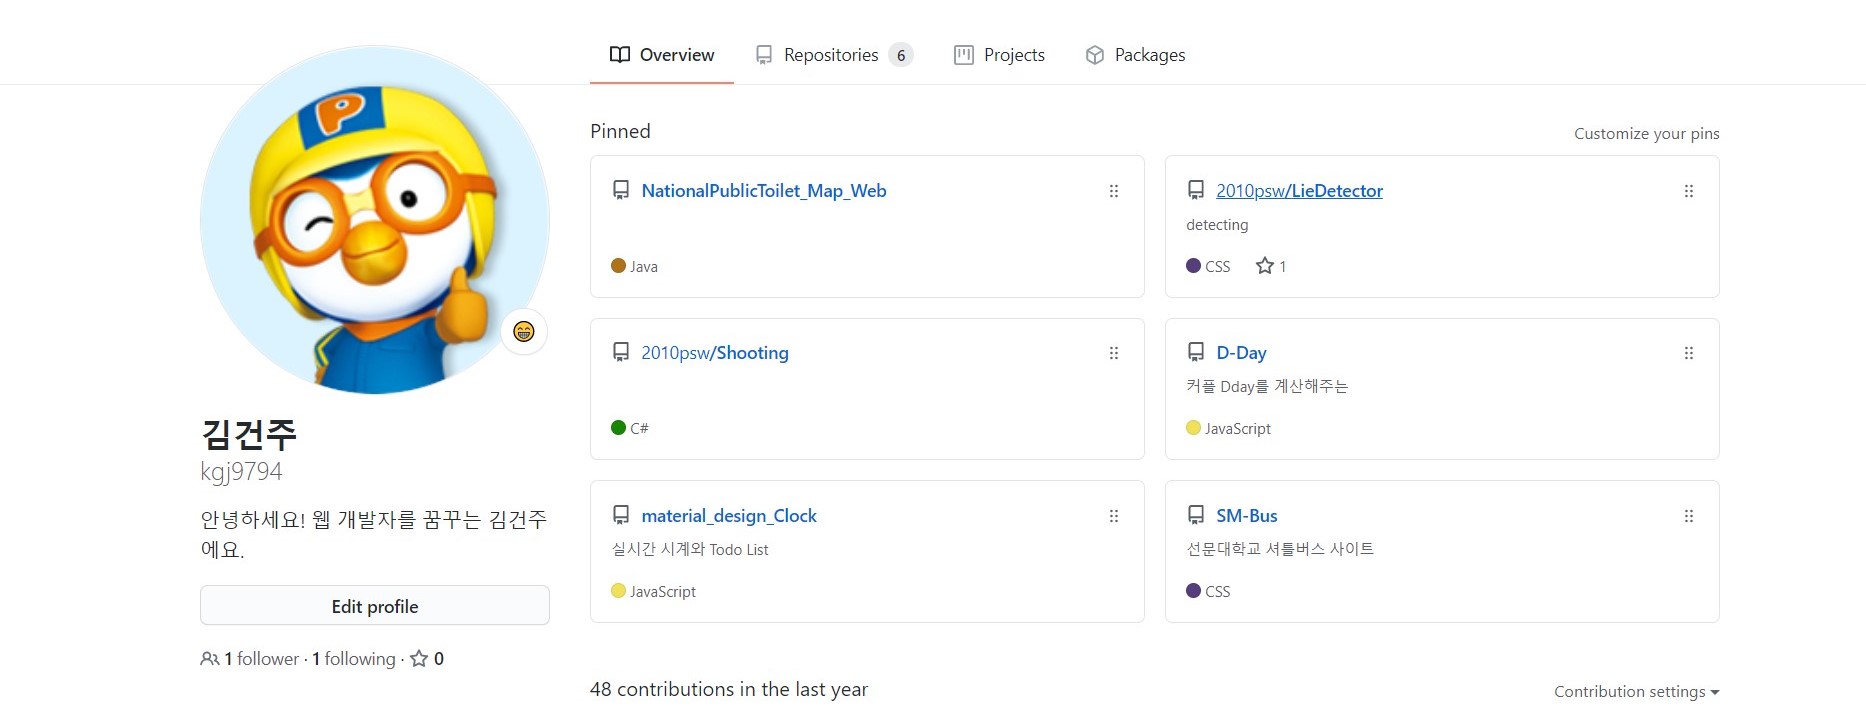 Overview
Repositories 6
Projects
Packages
P
김건주
kgj9794
안녕하세요! 웹 개발자를 꿈꾸는 김건주
에요.
Edit profile
1 follower · 1 following · 0
Pinned
Customize your pins
NationalPublicToilet_Map_Web
Java
2010psw/LieDetector
detecting
CSS 1
2010psw/Shooting
C#
D-Day
커플 Dday를 계산해주는
JavaScript
material_design_Clock
실시간 시계와 Todo List
JavaScript
SM-Bus
선문대학교 셔틀버스 사이트
CSS
48 contributions in the last year
Contribution settings